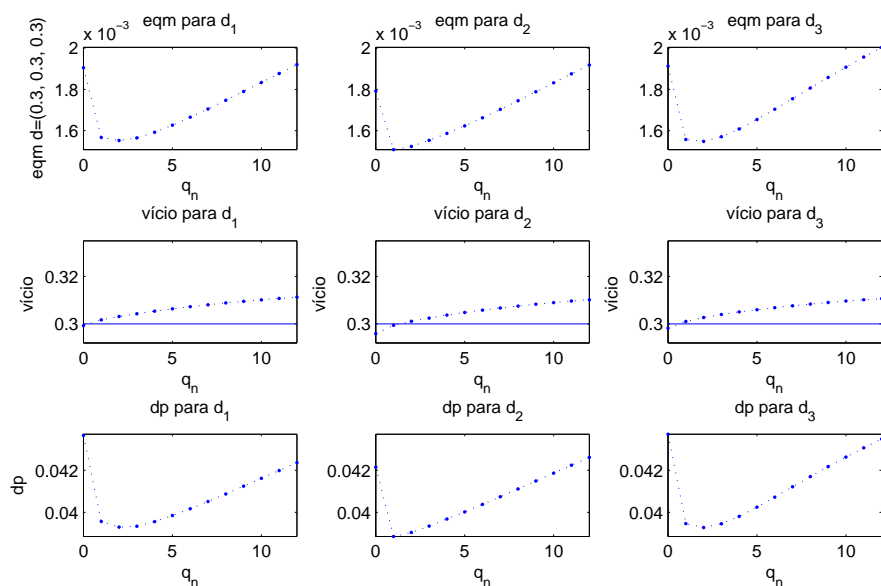 x 10⁻³ eqm para d₁
x 10⁻³ eqm para d₂
x 10⁻³ eqm para d₃
eqm d=(0.3, 0.3, 0.3)
2
1.8
1.6
0 5 10
qₙ
2
1.8
1.6
0 5 10
qₙ
2
1.8
1.6
0 5 10
qₙ
vício para d₁
vício para d₂
vício para d₃
vício
0.32
0.3
0 5 10
qₙ
vício
0.32
0.3
0 5 10
qₙ
vício
0.32
0.3
0 5 10
qₙ
dp para d₁
dp para d₂
dp para d₃
dp
0.042
0.04
0 5 10
qₙ
0.042
0.04
0 5 10
qₙ
0.042
0.04
0 5 10
qₙ